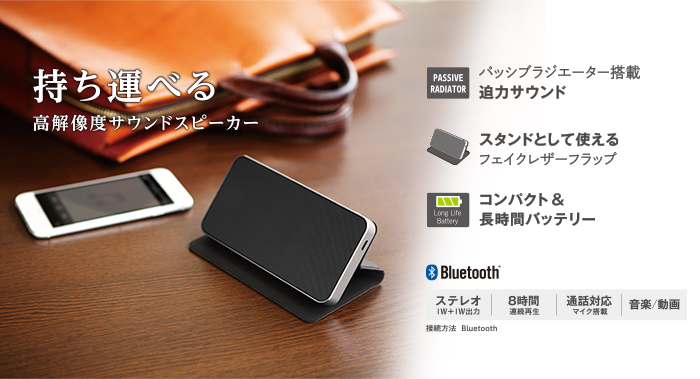 持ち運べる
高解像度サウンドスピーカー
PASSIVE
RADIATOR
パッシブラジエーター搭載
迫力サウンド
スタンドとして使える
フェイクレザーフラップ
Long Life
Battery
コンパクト &
長時間バッテリー
Bluetooth
ステレオ
1W+1W出力
8時間
連続再生
通話対応
マイク搭載
音楽/動画
接続方法 Bluetooth